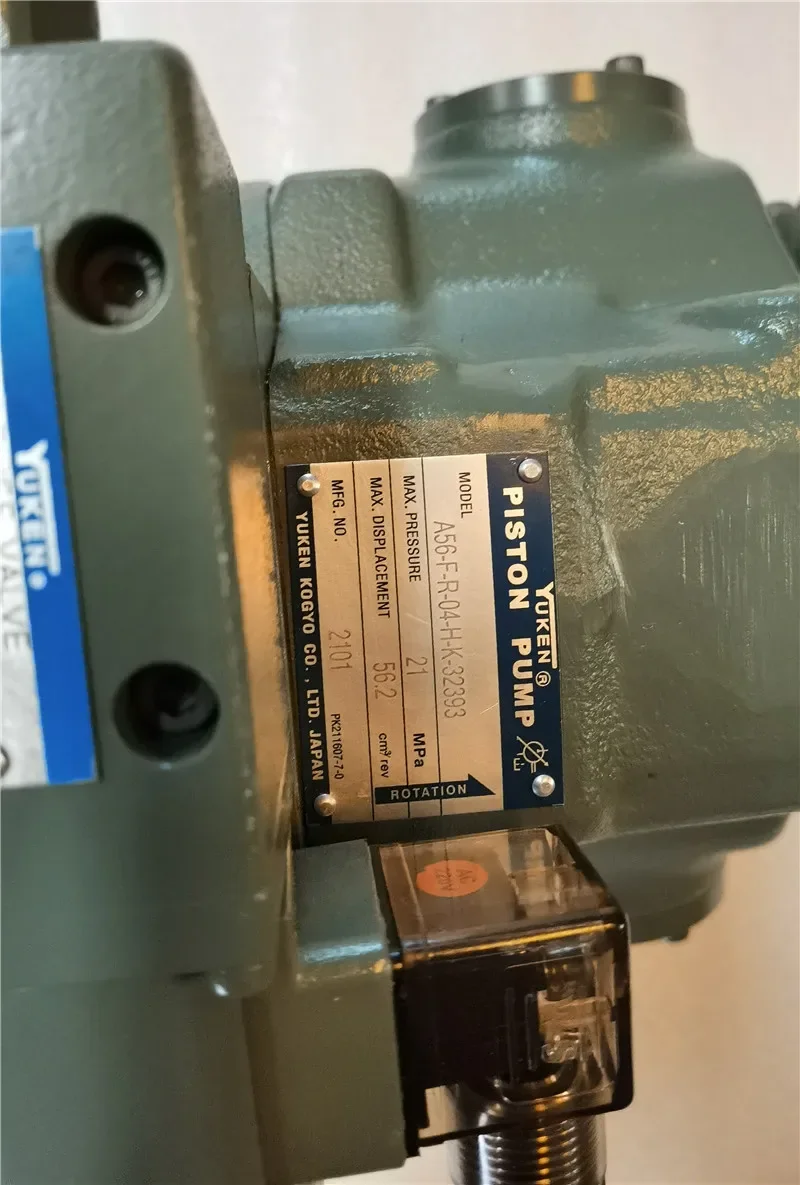 YUKEN®
VALVE
YUKEN®
PISTON PUMP
MODEL A56-F-R-04-H-K-32393
MAX. PRESSURE 21 MPa
MAX. DISPLACEMENT 56.2 cm³/rev
MFG. NO. 2101
PK211607-7-0
ROTATION
YUKEN KOGYO CO., LTD. JAPAN
220V